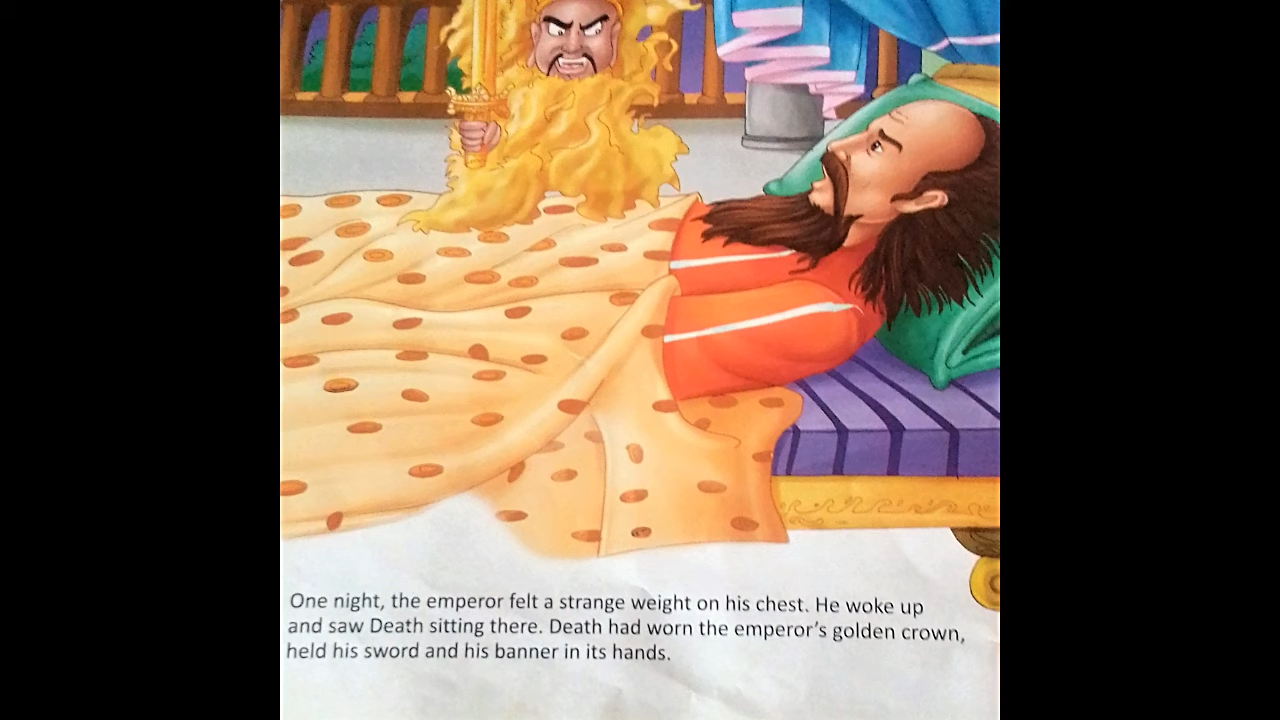 One night, the emperor felt a strange weight on his chest. He woke up
and saw Death sitting there. Death had worn the emperor's golden crown,
held his sword and his banner in its hands.